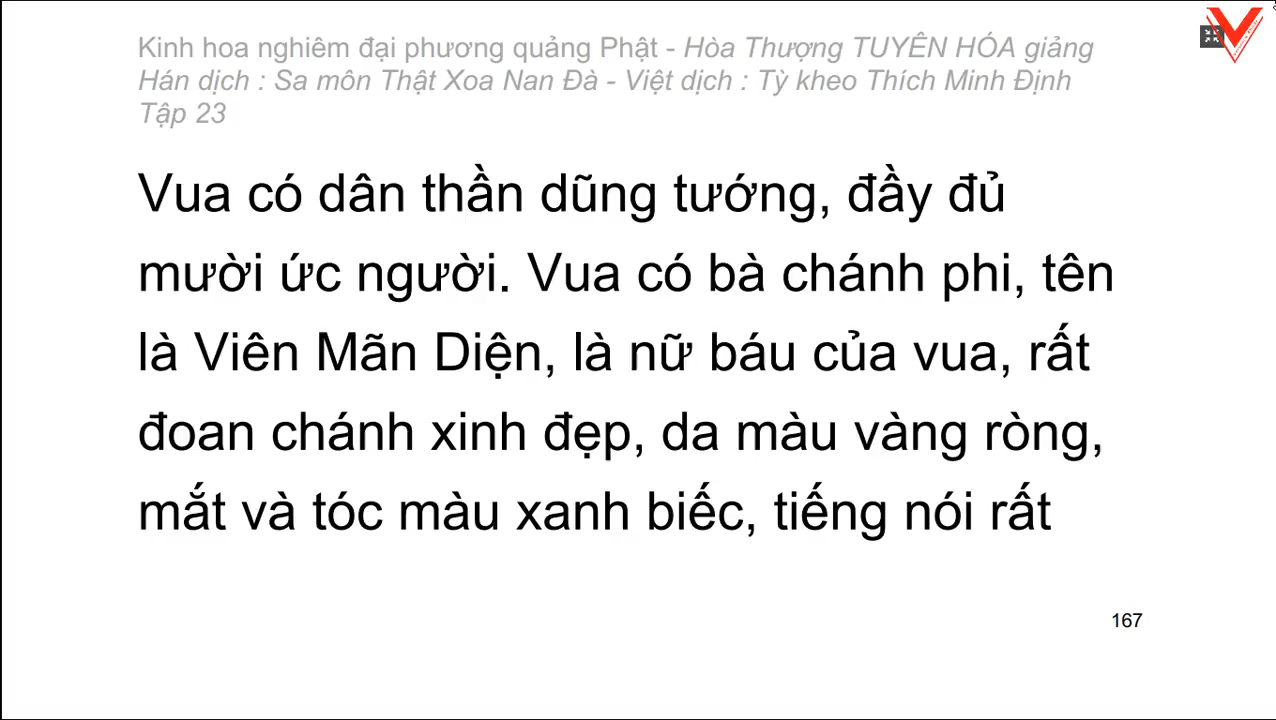 Kinh hoa nghiêm đại phương quảng Phật - Hòa Thượng TUYÊN HÓA giảng
Hán dịch : Sa môn Thật Xoa Nan Đà - Việt dịch : Tỳ kheo Thích Minh Định
Tập 23
Vua có dân thần dũng tướng, đầy đủ
mười ức người. Vua có bà chánh phi, tên
là Viên Mãn Diện, là nữ báu của vua, rất
đoan chánh xinh đẹp, da màu vàng ròng,
mắt và tóc màu xanh biếc, tiếng nói rất
167